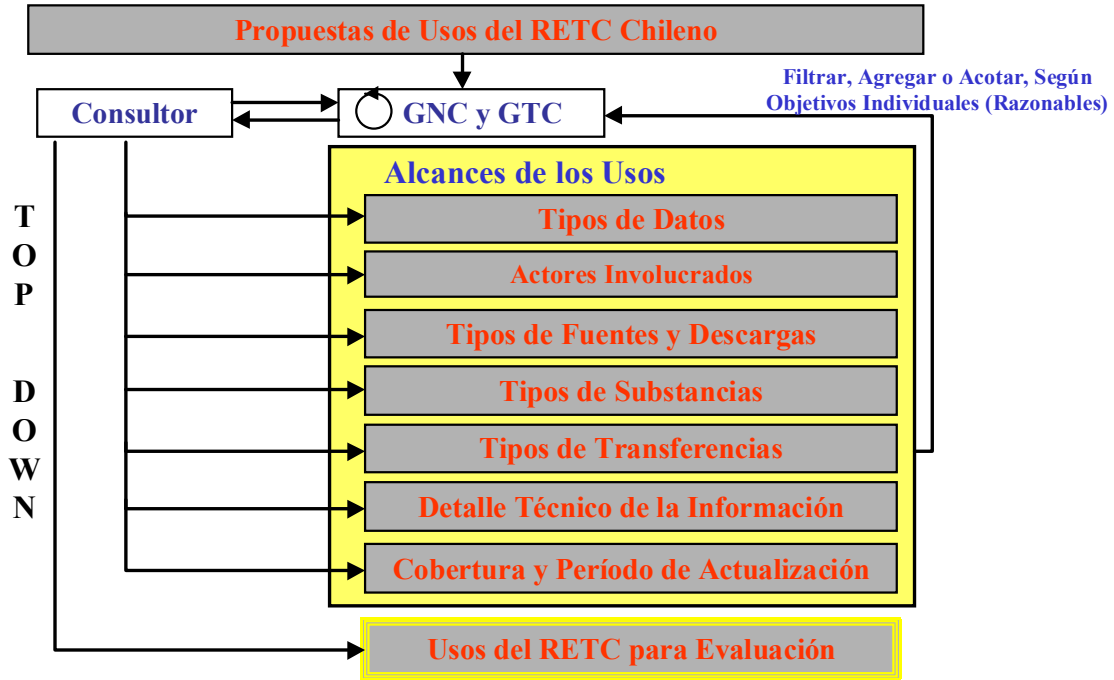 Propuestas de Usos del RETC Chileno
Filtrar, Agregar o Acotar, Según
Objetivos Individuales (Razonables)
Consultor
GNC y GTC
Alcances de los Usos
Tipos de Datos
Actores Involucrados
Tipos de Fuentes y Descargas
Tipos de Substancias
Tipos de Transferencias
Detalle Técnico de la Información
Cobertura y Período de Actualización
Usos del RETC para Evaluación
TOP
DOWN